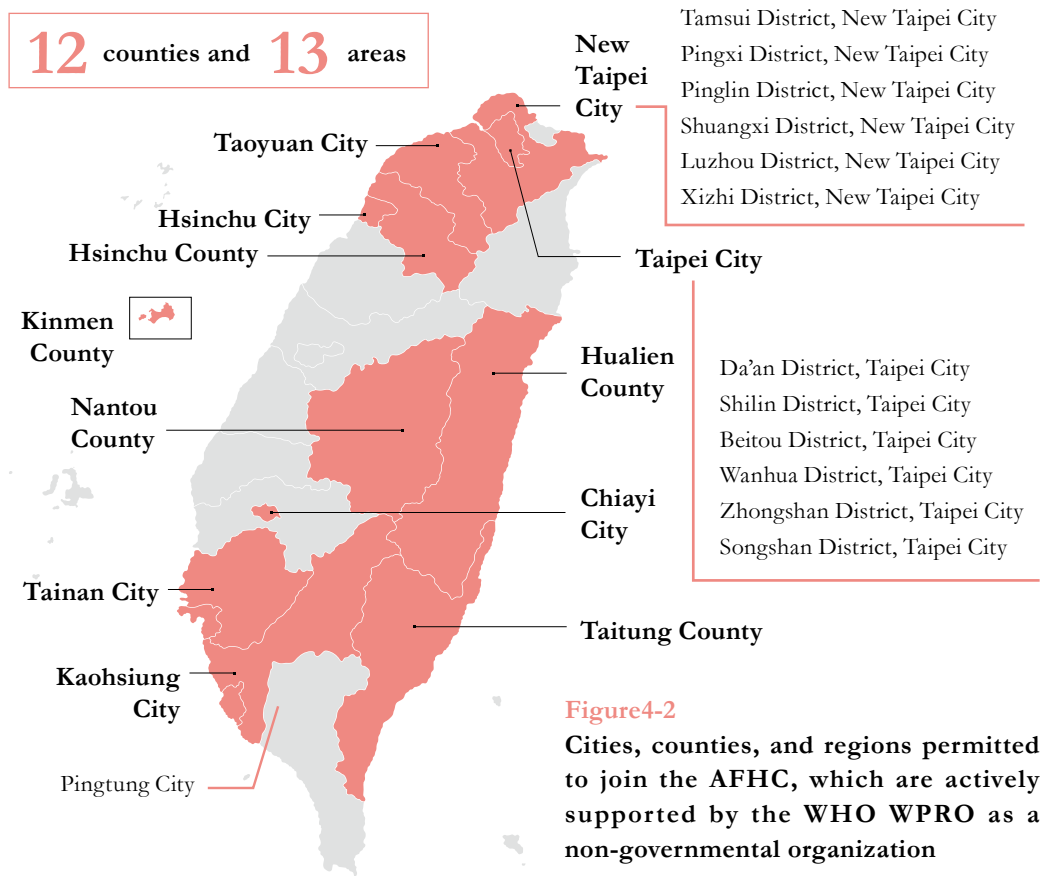 12 counties and 13 areas
New
Taipei
City
Tamsui District, New Taipei City
Pingxi District, New Taipei City
Pinglin District, New Taipei City
Shuangxi District, New Taipei City
Luzhou District, New Taipei City
Xizhi District, New Taipei City
Taoyuan City
Hsinchu City
Hsinchu County
Taipei City
Da'an District, Taipei City
Shilin District, Taipei City
Beitou District, Taipei City
Wanhua District, Taipei City
Zhongshan District, Taipei City
Songshan District, Taipei City
Kinmen
County
Hualien
County
Nantou
County
Chiayi
City
Tainan City
Taitung County
Kaohsiung
City
Pingtung City
Figure4-2
Cities, counties, and regions permitted
to join the AFHC, which are actively
supported by the WHO WPRO as a
non-governmental organization